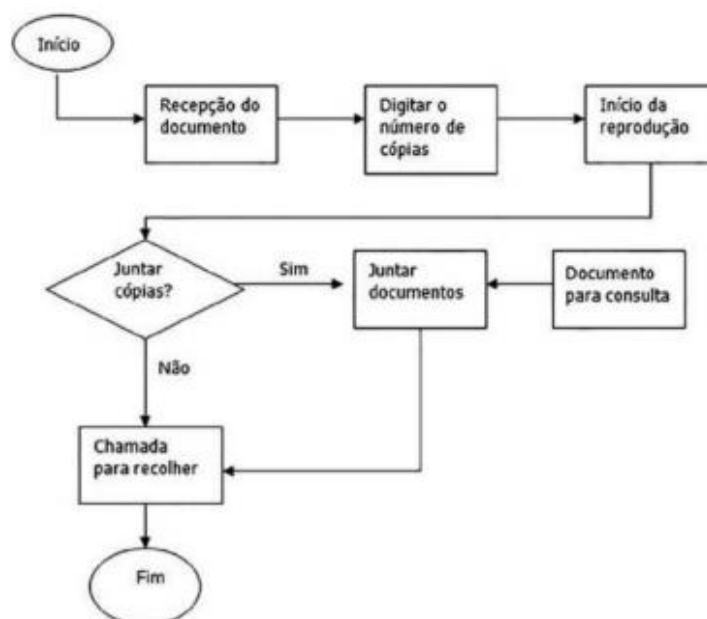 Início
Recepção do
documento
Digitar o
número de
cópias
Início da
reprodução
Juntar
cópias?
Sim
Juntar
documentos
Documento
para consulta
Não
Chamada
para recolher
Fim